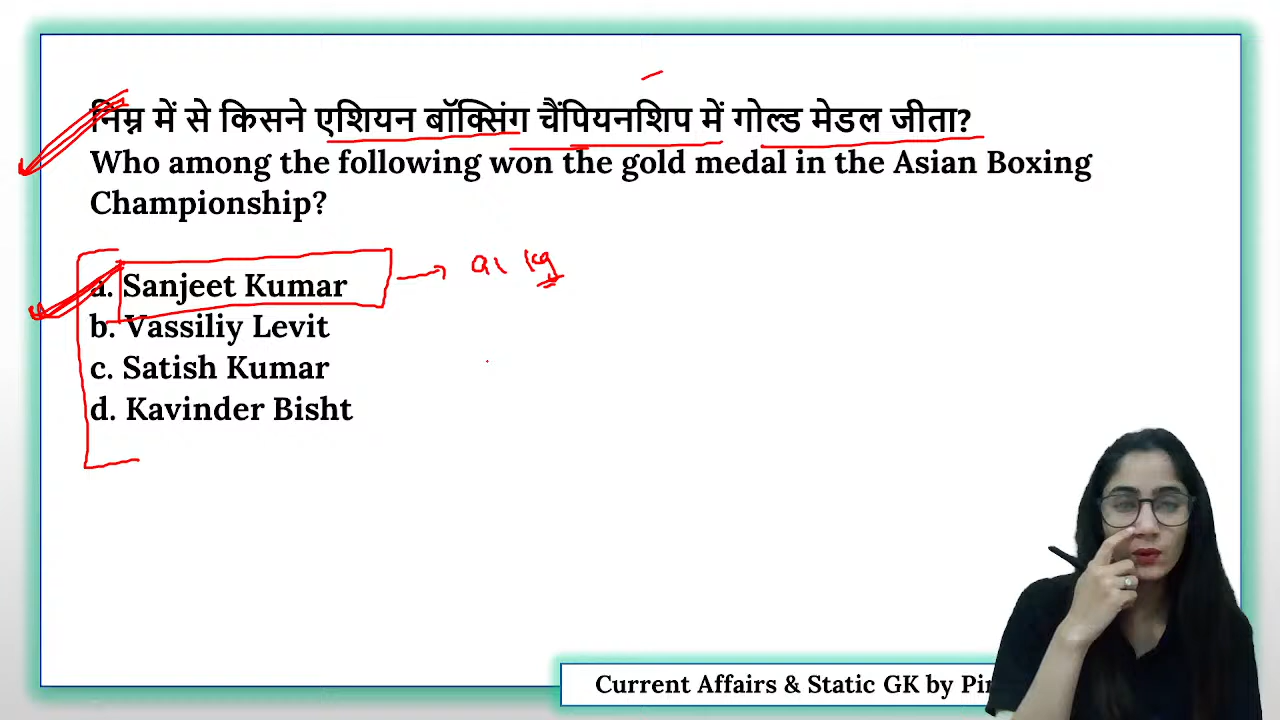 निम्न में से किसने एशियन बॉक्सिंग चैंपियनशिप में गोल्ड मेडल जीता?
Who among the following won the gold medal in the Asian Boxing
Championship?
a. Sanjeet Kumar
91 kg
b. Vassiliy Levit
c. Satish Kumar
d. Kavinder Bisht
Current Affairs & Static GK by